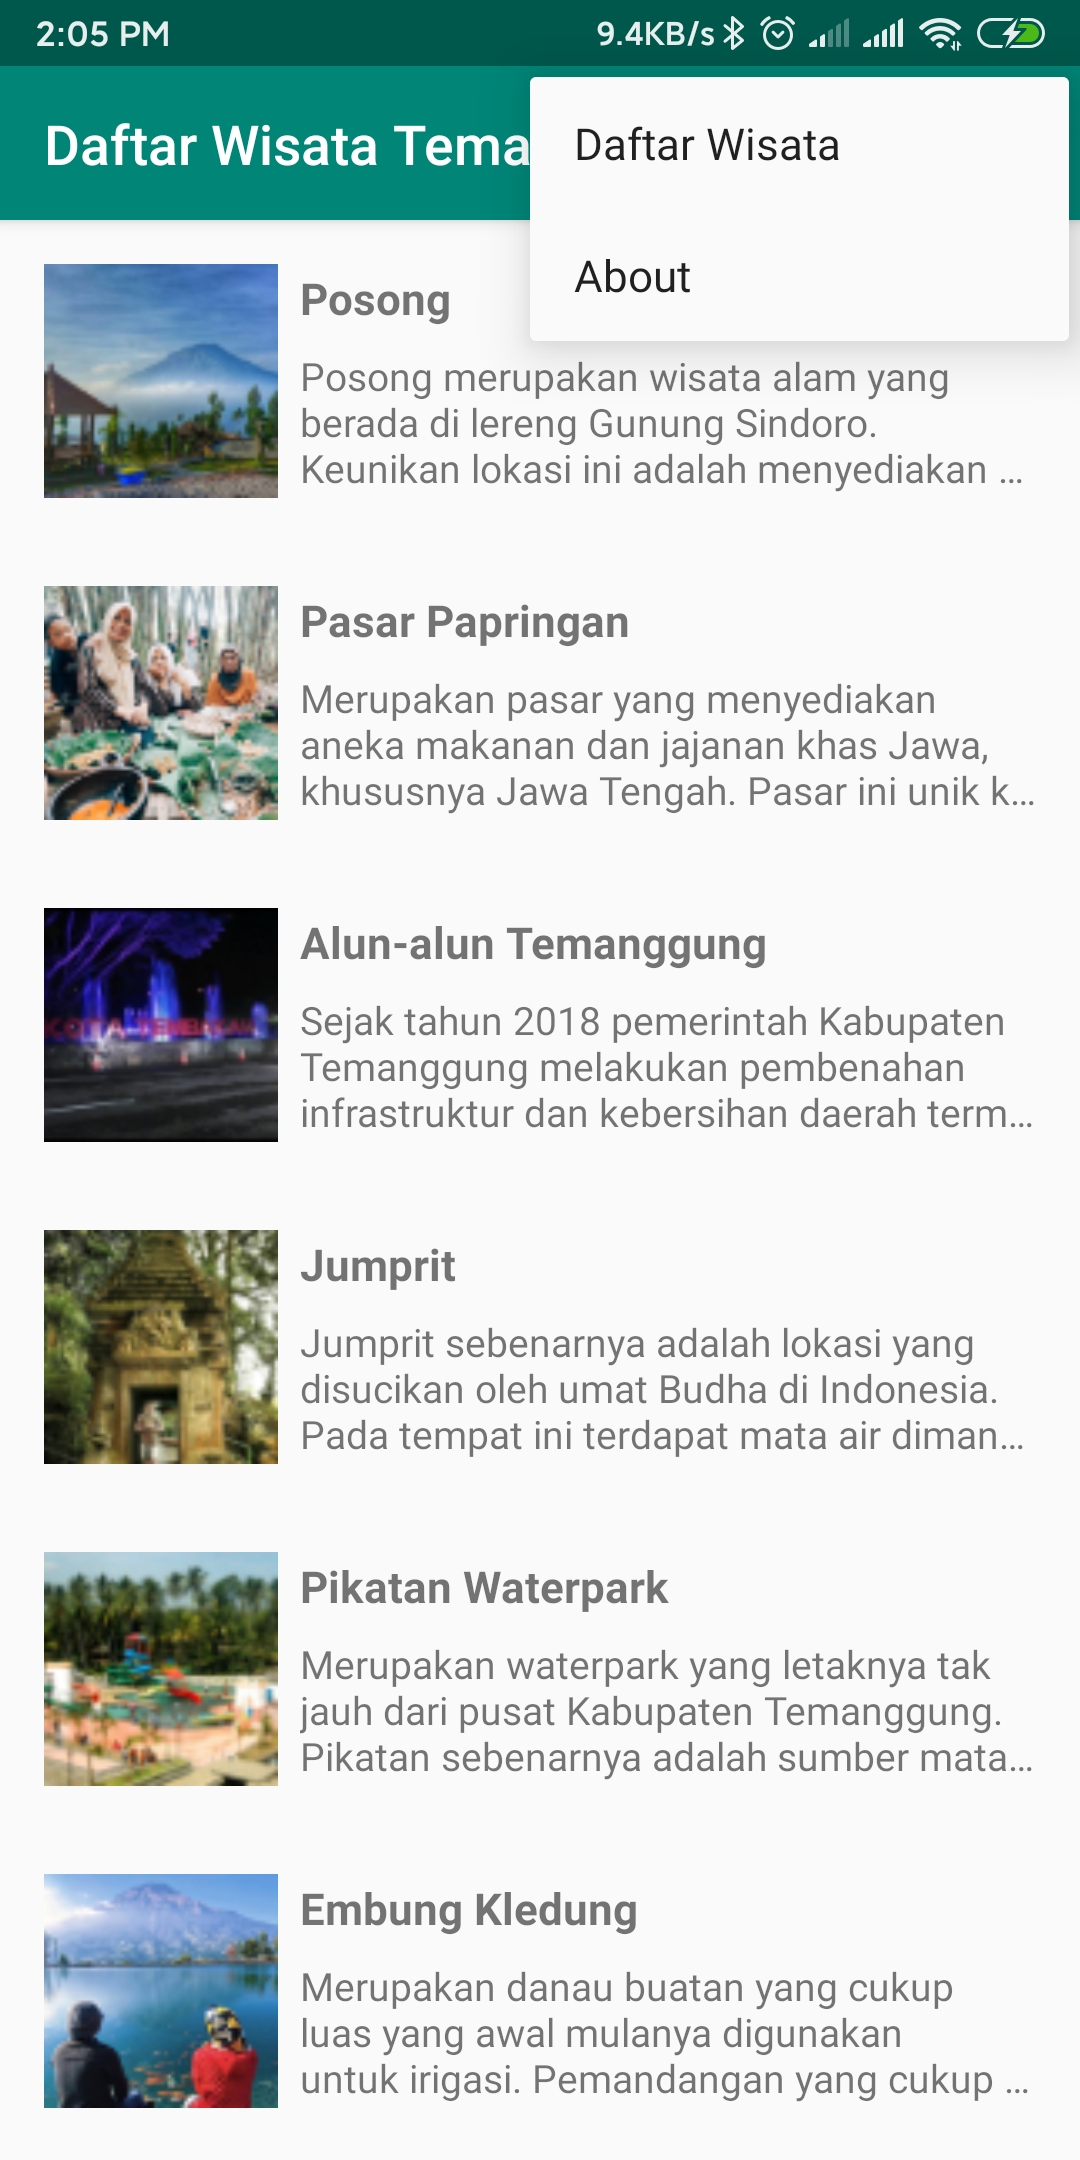 2:05 PM
9.4KB/s
Daftar Wisata Tema
Daftar Wisata
About
Posong
Posong merupakan wisata alam yang
berada di lereng Gunung Sindoro.
Keunikan lokasi ini adalah menyediakan ...
Pasar Papringan
Merupakan pasar yang menyediakan
aneka makanan dan jajanan khas Jawa,
khususnya Jawa Tengah. Pasar ini unik k...
KOTA TEMBAKAU
Alun-alun Temanggung
Sejak tahun 2018 pemerintah Kabupaten
Temanggung melakukan pembenahan
infrastruktur dan kebersihan daerah term...
Jumprit
Jumprit sebenarnya adalah lokasi yang
disucikan oleh umat Budha di Indonesia.
Pada tempat ini terdapat mata air diman...
Pikatan Waterpark
Merupakan waterpark yang letaknya tak
jauh dari pusat Kabupaten Temanggung.
Pikatan sebenarnya adalah sumber mata...
Embung Kledung
Merupakan danau buatan yang cukup
luas yang awal mulanya digunakan
untuk irigasi. Pemandangan yang cukup ...